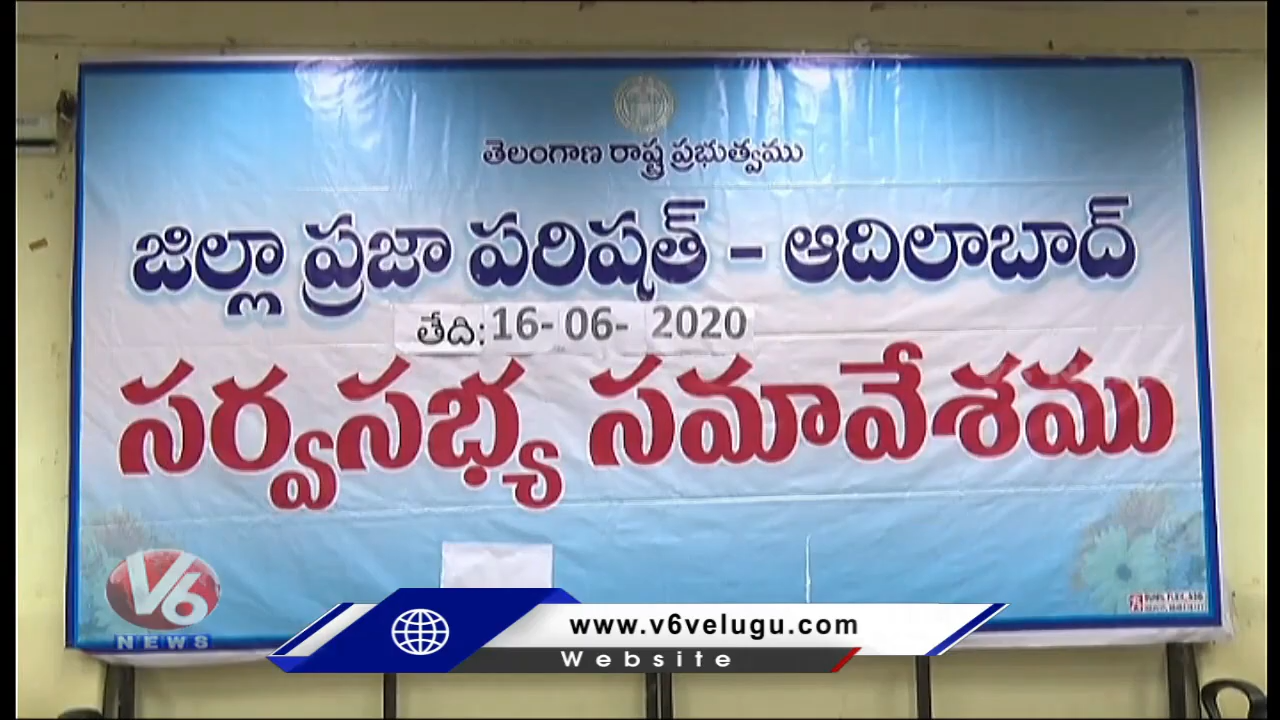 తెలంగాణ రాష్ట్ర ప్రభుత్వము
జిల్లా ప్రజా పరిషత్ - ఆదిలాబాద్
తేది: 16-06-2020
సర్వసభ్య సమావేశము
V6
NEWS
www.v6velugu.com
Website